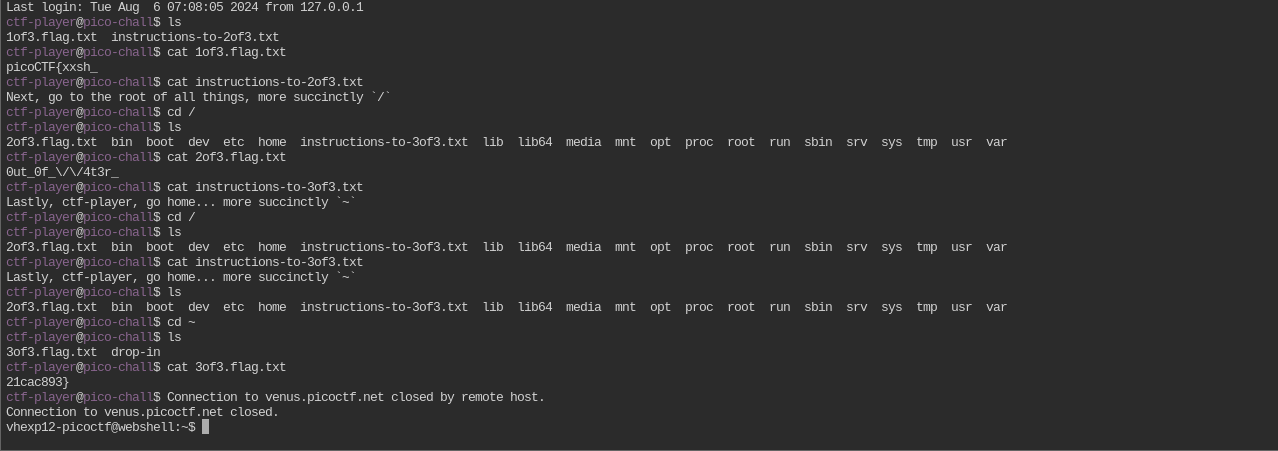 Last login: Tue Aug  6 07:08:05 2024 from 127.0.0.1
ctf-player@pico-chall$ ls
1of3.flag.txt  instructions-to-2of3.txt
ctf-player@pico-chall$ cat 1of3.flag.txt
picoCTF{xxsh_
ctf-player@pico-chall$ cat instructions-to-2of3.txt
Next, go to the root of all things, more succinctly `/`
ctf-player@pico-chall$ cd /
ctf-player@pico-chall$ ls
2of3.flag.txt  bin  boot  dev  etc  home  instructions-to-3of3.txt  lib  lib64  media  mnt  opt  proc  root  run  sbin  srv  sys  tmp  usr  var
ctf-player@pico-chall$ cat 2of3.flag.txt
0ut_0f_\/\/4t3r_
ctf-player@pico-chall$ cat instructions-to-3of3.txt
Lastly, ctf-player, go home... more succinctly `~`
ctf-player@pico-chall$ cd /
ctf-player@pico-chall$ ls
2of3.flag.txt  bin  boot  dev  etc  home  instructions-to-3of3.txt  lib  lib64  media  mnt  opt  proc  root  run  sbin  srv  sys  tmp  usr  var
ctf-player@pico-chall$ cat instructions-to-3of3.txt
Lastly, ctf-player, go home... more succinctly `~`
ctf-player@pico-chall$ ls
2of3.flag.txt  bin  boot  dev  etc  home  instructions-to-3of3.txt  lib  lib64  media  mnt  opt  proc  root  run  sbin  srv  sys  tmp  usr  var
ctf-player@pico-chall$ cd ~
ctf-player@pico-chall$ ls
3of3.flag.txt  drop-in
ctf-player@pico-chall$ cat 3of3.flag.txt
21cac893}
ctf-player@pico-chall$ Connection to venus.picoctf.net closed by remote host.
Connection to venus.picoctf.net closed.
vhexp12-picoctf@webshell:~$